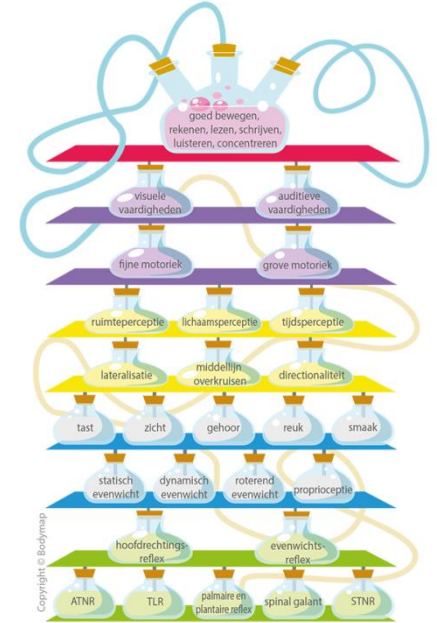 goed bewegen,
rekenen, lezen, schrijven,
luisteren, concentreren
visuele
vaardigheden
auditieve
vaardigheden
fijne motoriek
grove motoriek
ruimteperceptie
lichaamsperceptie
tijdsperceptie
lateralisatie
middellijn
overkruisen
directionaliteit
tast
zicht
gehoor
reuk
smaak
statisch
evenwicht
dynamisch
evenwicht
roterend
evenwicht
proprioceptie
hoofdrechtings-
reflex
evenwichts-
reflex
ATNR
TLR
palmaire en
plantaire reflex
spinal galant
STNR
Copyright © Bodymap